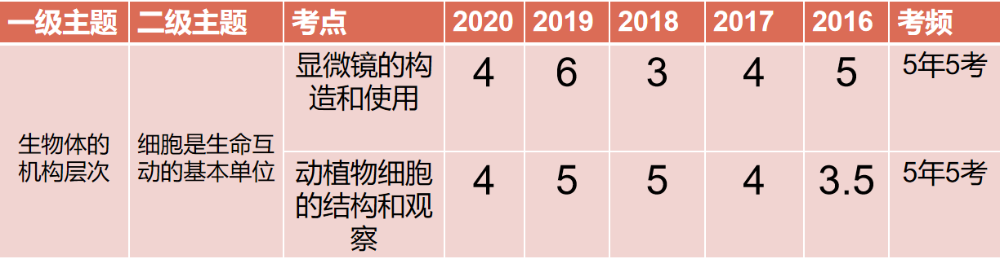 一级主题 二级主题 考点 2020 2019 2018 2017 2016 考频
生物体的
机构层次
细胞是生命互
动的基本单位
显微镜的构
造和使用
4 6 3 4 5 5年5考
动植物细胞
的结构和观
察
4 5 5 4 3.5 5年5考